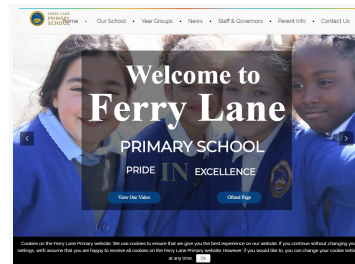 FERRY LANE
PRIMARY
SCHOOL
Home • Our School • Year Groups • News • Staff & Governors • Parent Info • Contact Us
Welcome to
Ferry Lane
PRIMARY SCHOOL
PRIDE IN EXCELLENCE
View Our Video
Ofsted Page
Cookies on the Ferry Lane Primary website. We use cookies to ensure that we give you the best experience on our website. If you continue without changing you
settings, we'll assume that you are happy to receive all cookies on the Ferry Lane Primary website. However, if you would like to, you can change your cookie setti
at any time. Ok